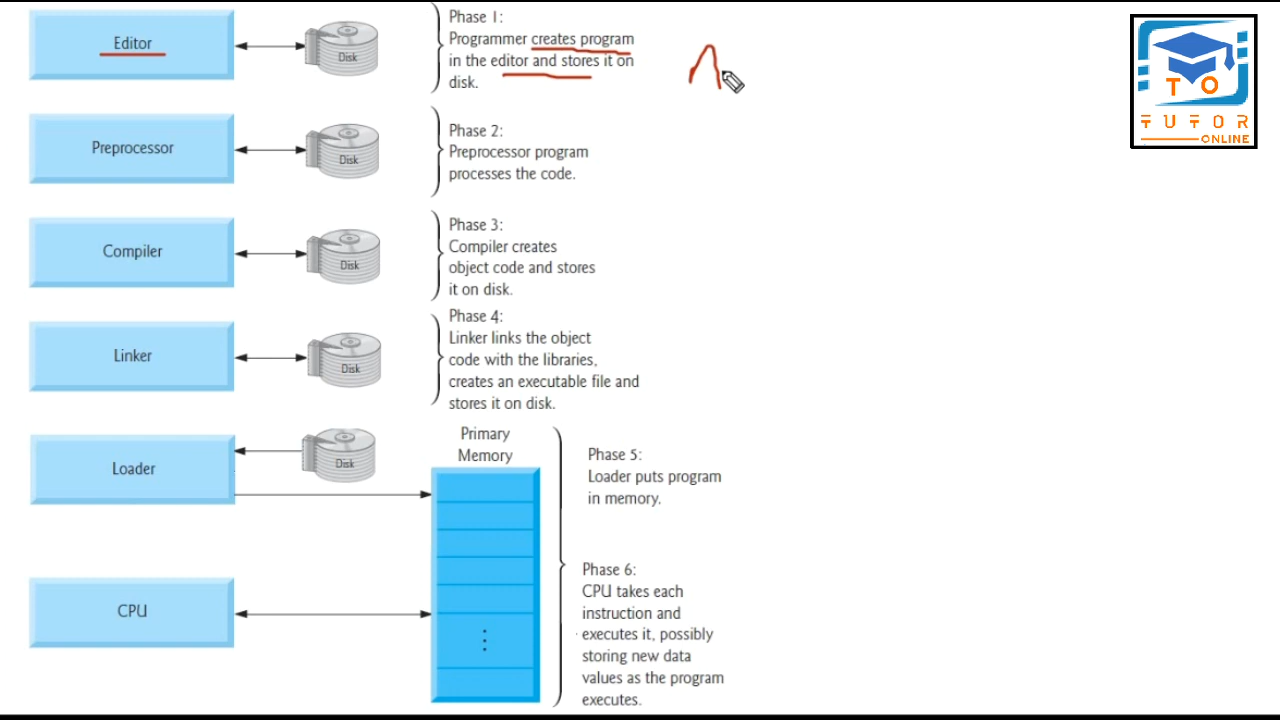 Editor
Disk
Phase 1:
Programmer creates program
in the editor and stores it on
disk.
Preprocessor
Disk
Phase 2:
Preprocessor program
processes the code.
Compiler
Disk
Phase 3:
Compiler creates
object code and stores
it on disk.
Linker
Disk
Phase 4:
Linker links the object
code with the libraries,
creates an executable file and
stores it on disk.
Loader
Disk
Primary
Memory
Phase 5:
Loader puts program
in memory.
CPU
⋮
Phase 6:
CPU takes each
instruction and
executes it, possibly
storing new data
values as the program
executes.
TO
TUTOR
ONLINE